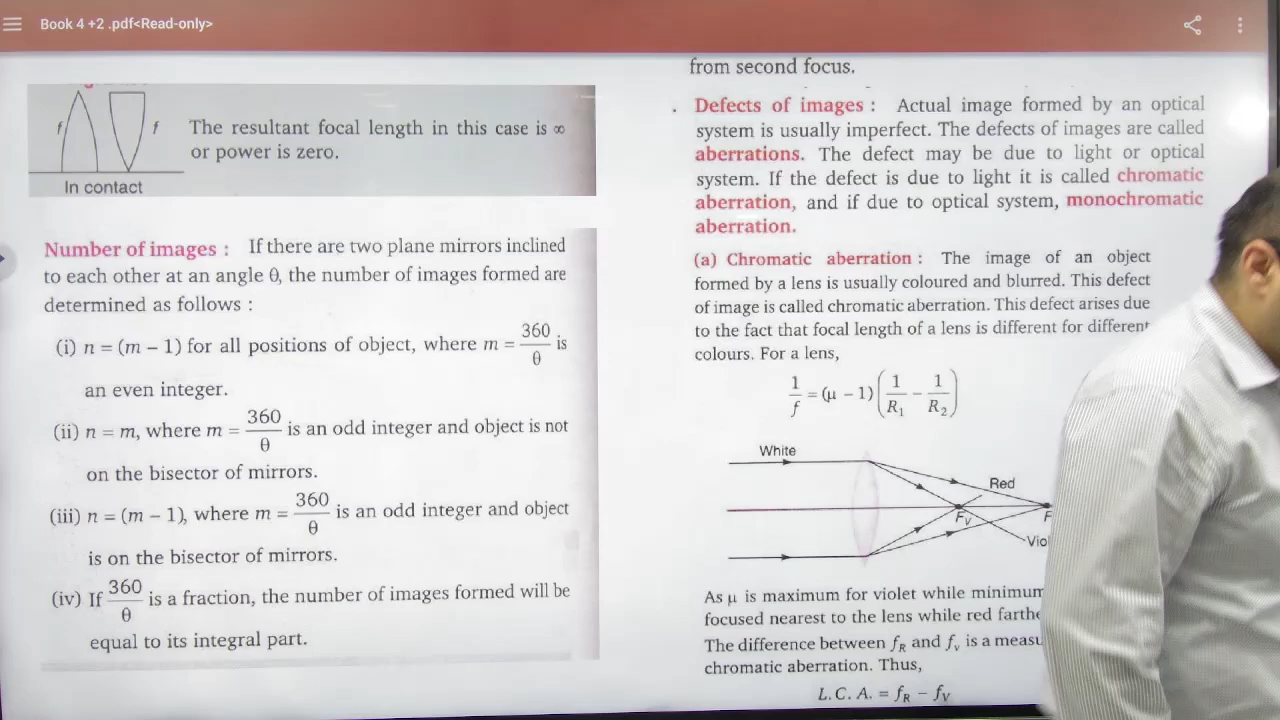 Book 4 +2 .pdf<Read-only>
f f
The resultant focal length in this case is ∞
or power is zero.
In contact
Number of images : If there are two plane mirrors inclined
to each other at an angle θ, the number of images formed are
determined as follows :
(i) n = (m − 1) for all positions of object, where m = 360/θ is
an even integer.
(ii) n = m, where m = 360/θ is an odd integer and object is not
on the bisector of mirrors.
(iii) n = (m − 1), where m = 360/θ is an odd integer and object
is on the bisector of mirrors.
(iv) If 360/θ is a fraction, the number of images formed will be
equal to its integral part.
from second focus.
. Defects of images : Actual image formed by an optical
system is usually imperfect. The defects of images are called
aberrations. The defect may be due to light or optical
system. If the defect is due to light it is called chromatic
aberration, and if due to optical system, monochromatic
aberration.
(a) Chromatic aberration : The image of an object
formed by a lens is usually coloured and blurred. This defect
of image is called chromatic aberration. This defect arises due
to the fact that focal length of a lens is different for different
colours. For a lens,
1/f = (μ − 1) (1/R₁ − 1/R₂)
White
Red
F_V F
Viol
As μ is maximum for violet while minimum
focused nearest to the lens while red farthe
The difference between f_R and f_v is a measu
chromatic aberration. Thus,
L. C. A. = f_R − f_V